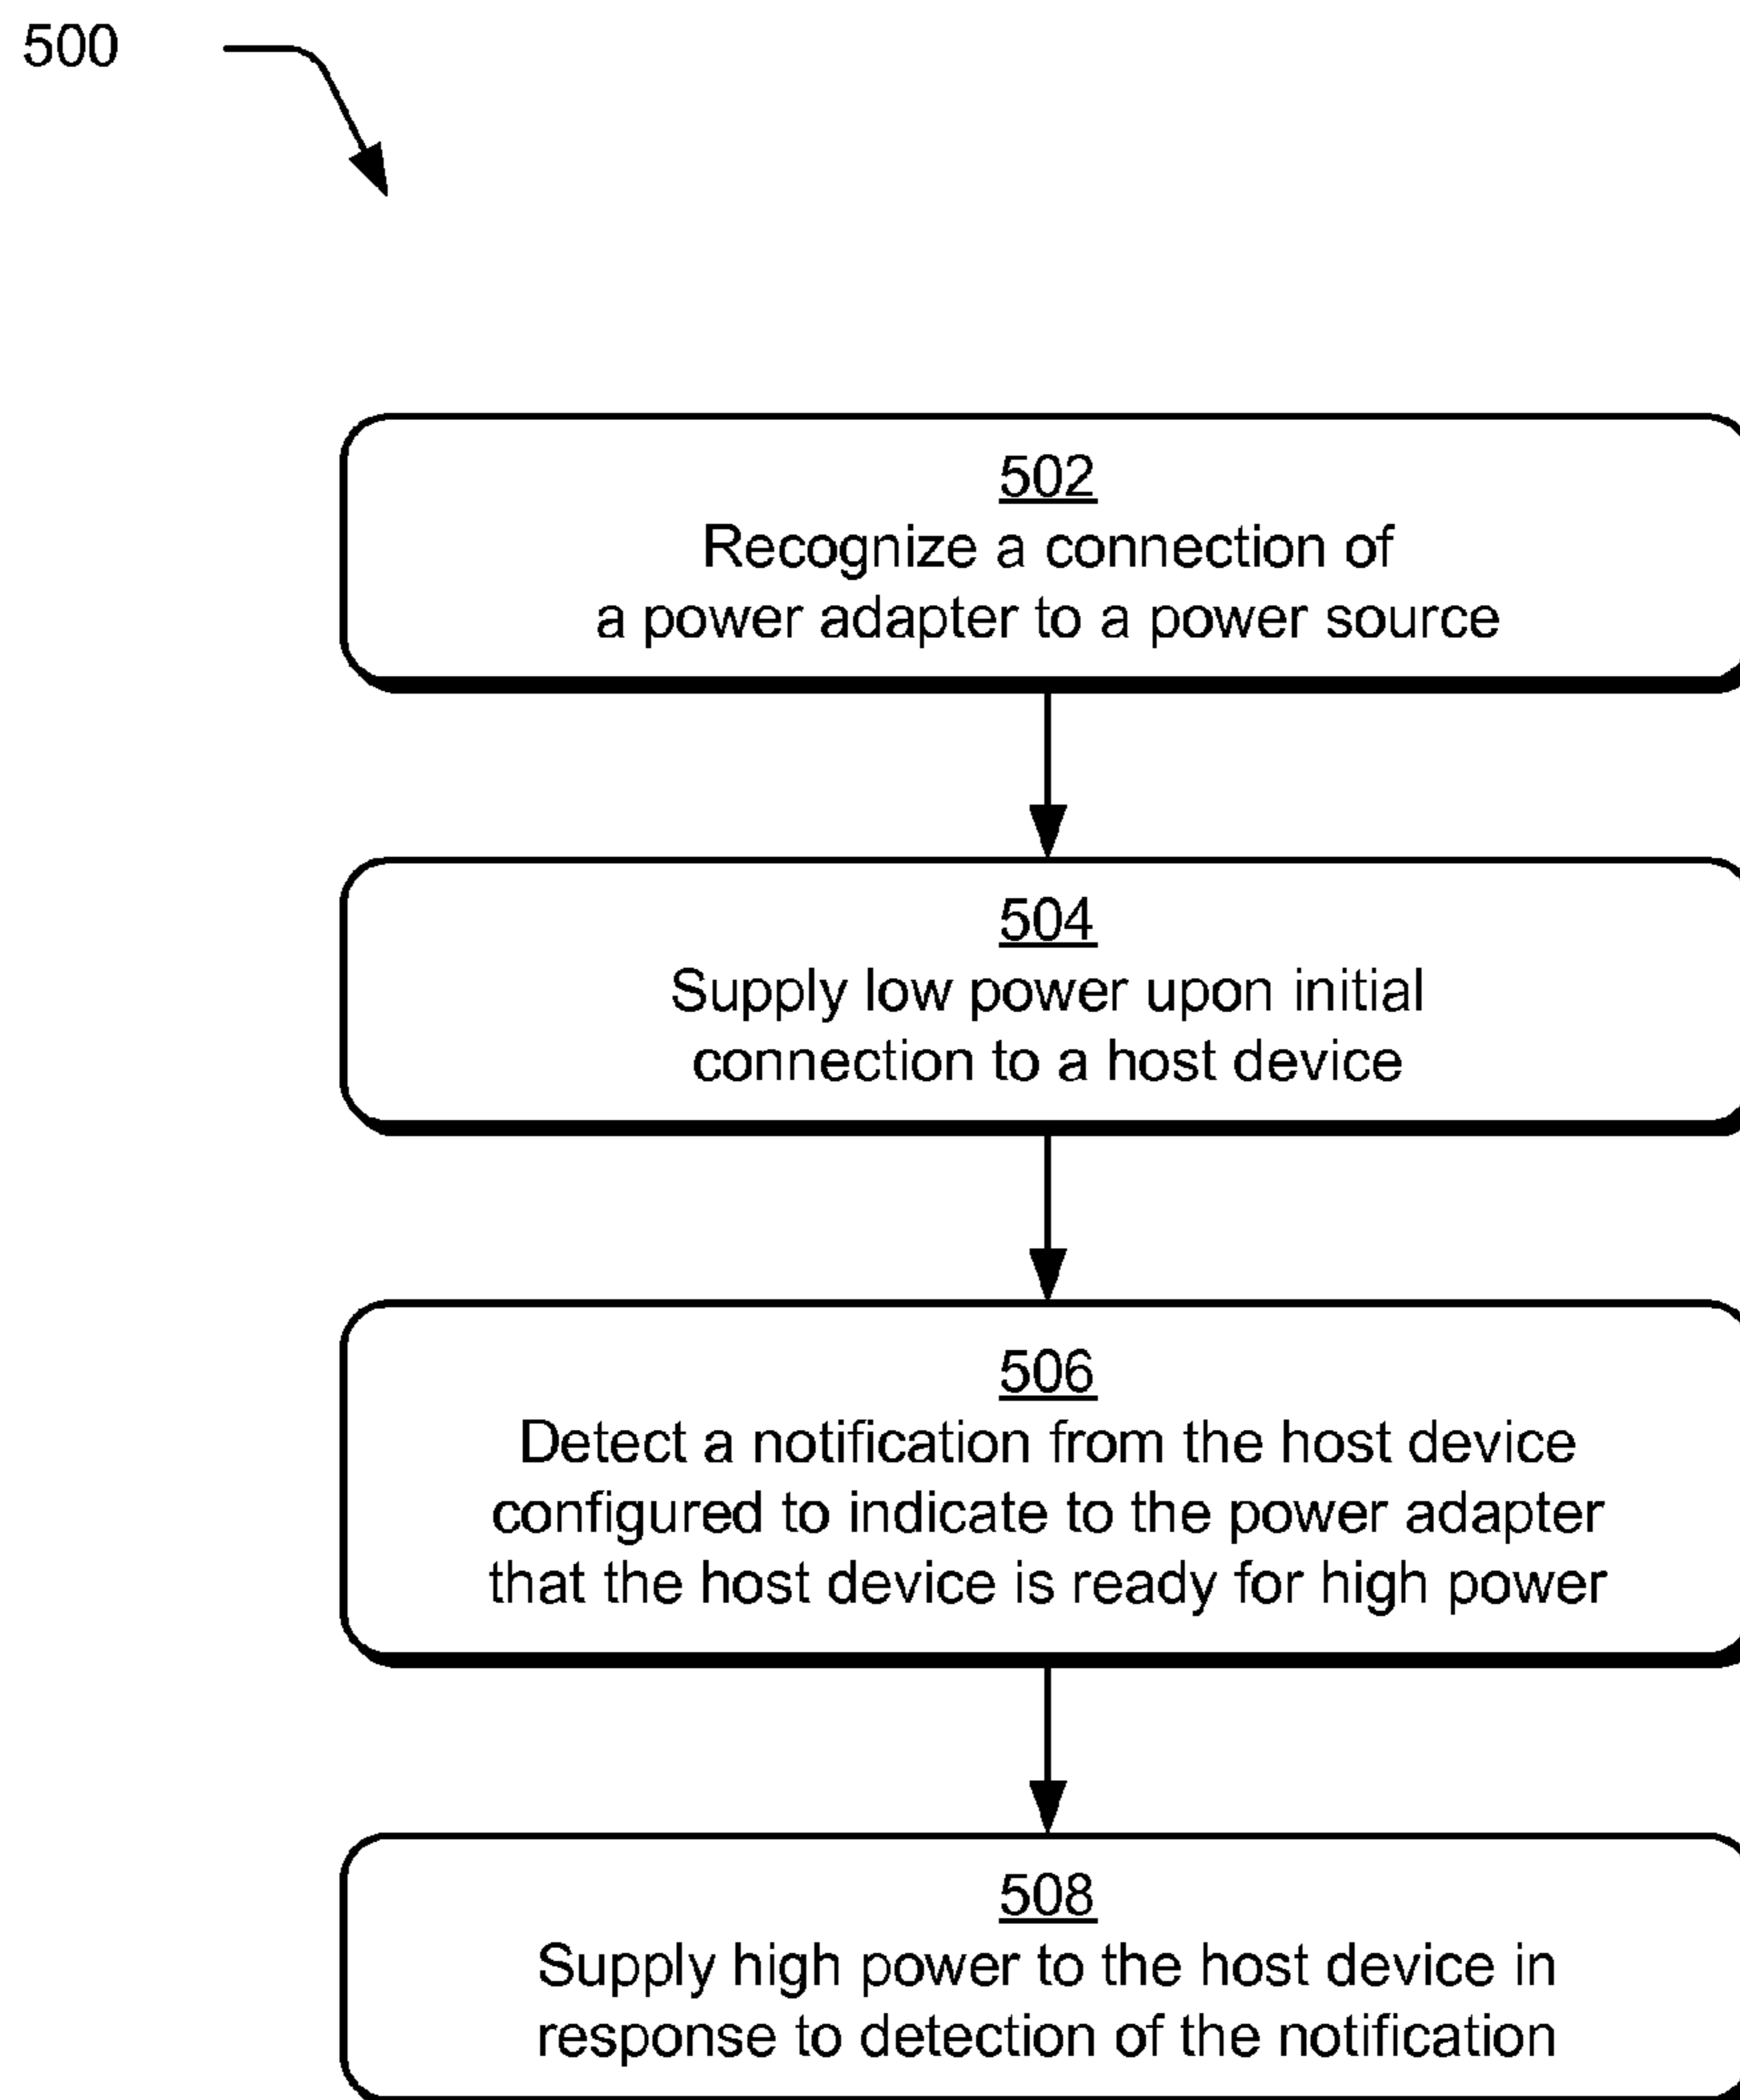 500
502
Recognize a connection of
a power adapter to a power source
504
Supply low power upon initial
connection to a host device
506
Detect a notification from the host device
configured to indicate to the power adapter
that the host device is ready for high power
508
Supply high power to the host device in
response to detection of the notification